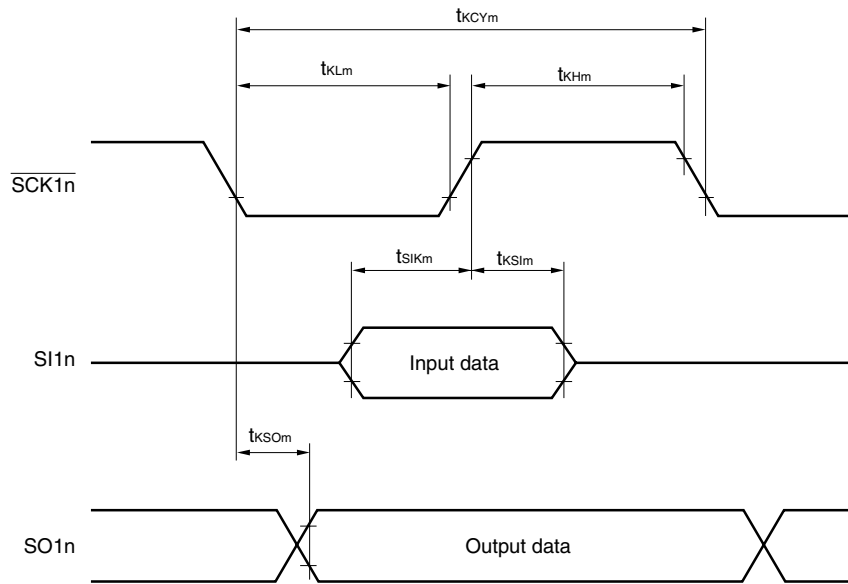 tKCYm
tKLm
tKHm
SCK1n
tSIKm
tKSIm
SI1n
Input data
tKSOm
SO1n
Output data